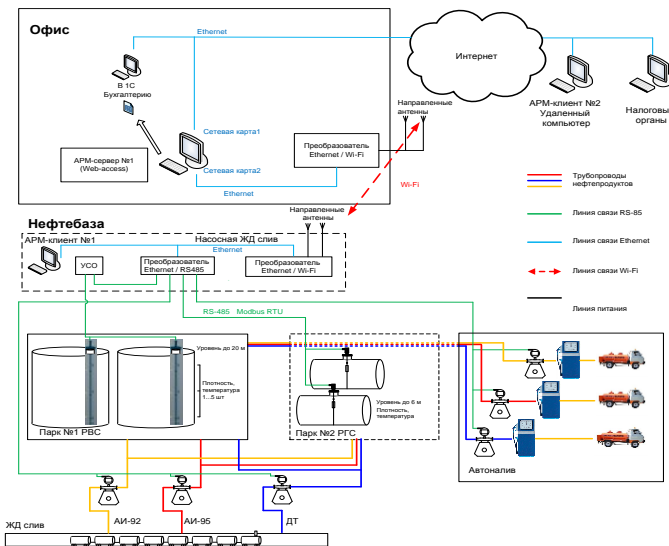 Офис
Ethernet
Интернет
В 1С
Бухгалтерию
Направленные
антенны
АРМ-клиент №2
Удаленный
компьютер
Налоговые
органы
Сетевая карта1
АРМ-сервер №1
(Web-access)
Преобразователь
Ethernet / Wi-Fi
Сетевая карта2
Ethernet
Wi-Fi
Трубопроводы
нефтепродуктов
Линия связи RS-85
Линия связи Ethernet
Линия связи Wi-Fi
Линия питания
Нефтебаза
Направленные
антенны
АРМ-клиент №1
Насосная ЖД слив
Ethernet
УСО
Преобразователь
Ethernet / RS485
Преобразователь
Ethernet / Wi-Fi
RS-485 Modbus RTU
Уровень до 20 м
Плотность,
температура
1...5 шт
Парк №1 РВС
Уровень до 6 м
Плотность,
температура
Парк №2 РГС
Автоналив
АИ-92
АИ-95
ДТ
ЖД слив